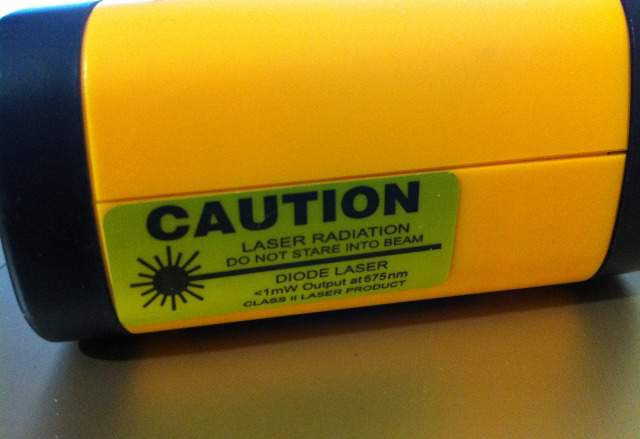 CAUTION
LASER RADIATION
DO NOT STARE INTO BEAM
DIODE LASER
<1mW Output at 675nm
CLASS II LASER PRODUCT